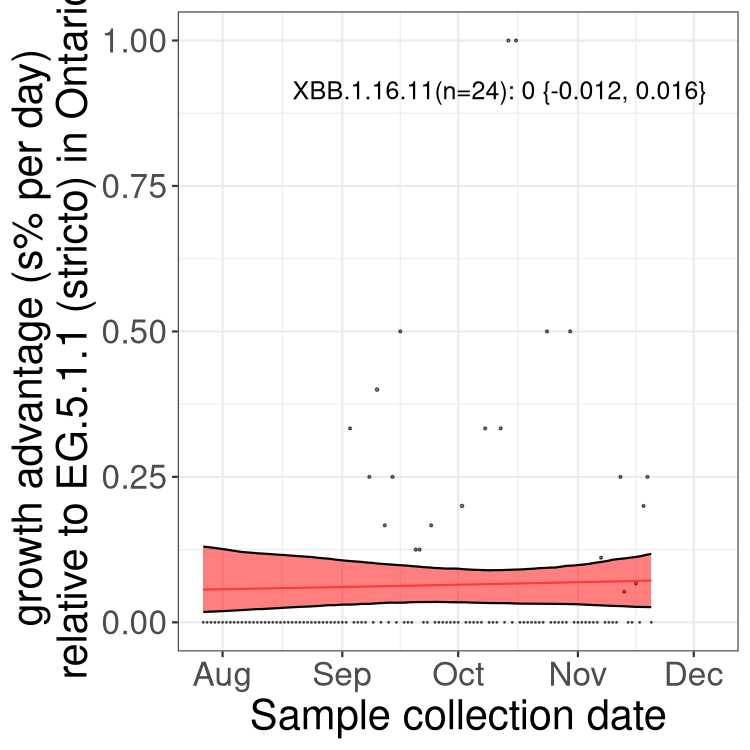 growth advantage (s% per day)
relative to EG.5.1.1 (stricto) in Ontario
1.00
0.75
0.50
0.25
0.00
XBB.1.16.11(n=24): 0 {-0.012, 0.016}
Aug Sep Oct Nov Dec
Sample collection date